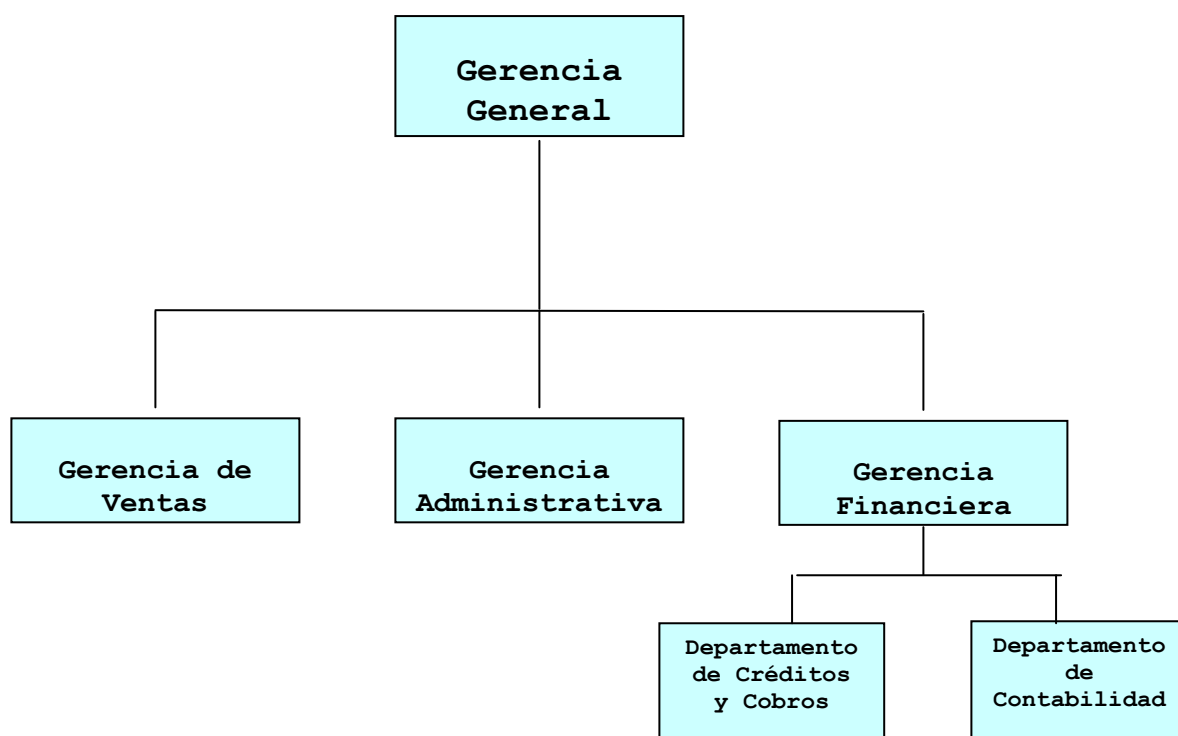 Gerencia
General
Gerencia de
Ventas
Gerencia
Administrativa
Gerencia
Financiera
Departamento
de Créditos
y Cobros
Departamento
de
Contabilidad